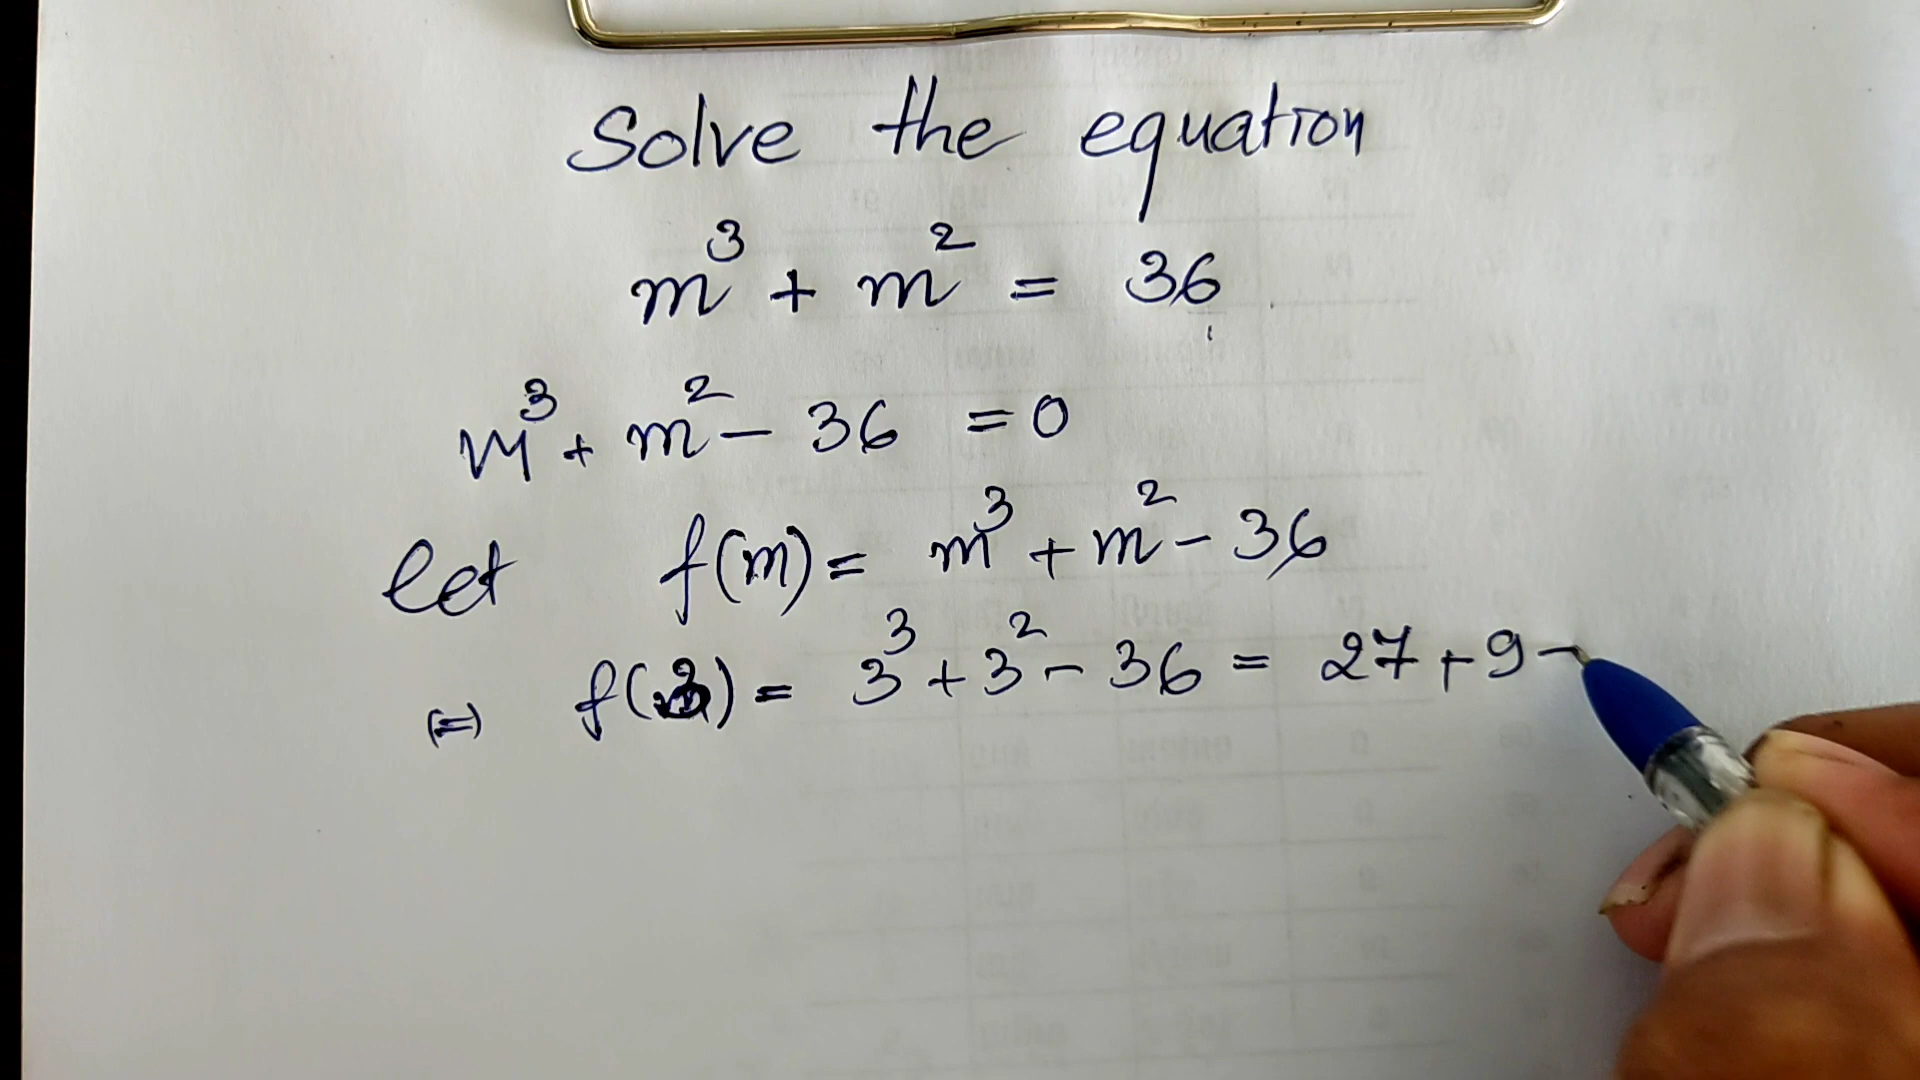 Solve the equation
m³ + m² = 36
m³ + m² - 36 = 0
let f(m) = m³ + m² - 36
(=) f(3) = 3³ + 3² - 36 = 27 + 9 -